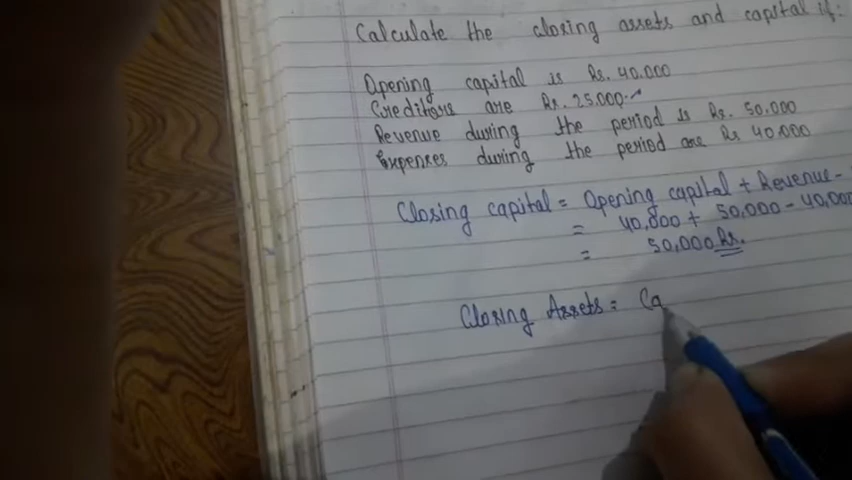 Calculate the closing assets and capital if:
Opening capital is Rs. 40.000
Creditors are Rs. 25.000.
Revenue during the period is Rs. 50.000
Expenses during the period are Rs 40.000
Closing capital = Opening capital + Revenue -
= 40,000 + 50,000 - 40,000
= 50,000 Rs.
Closing Assets = Ca